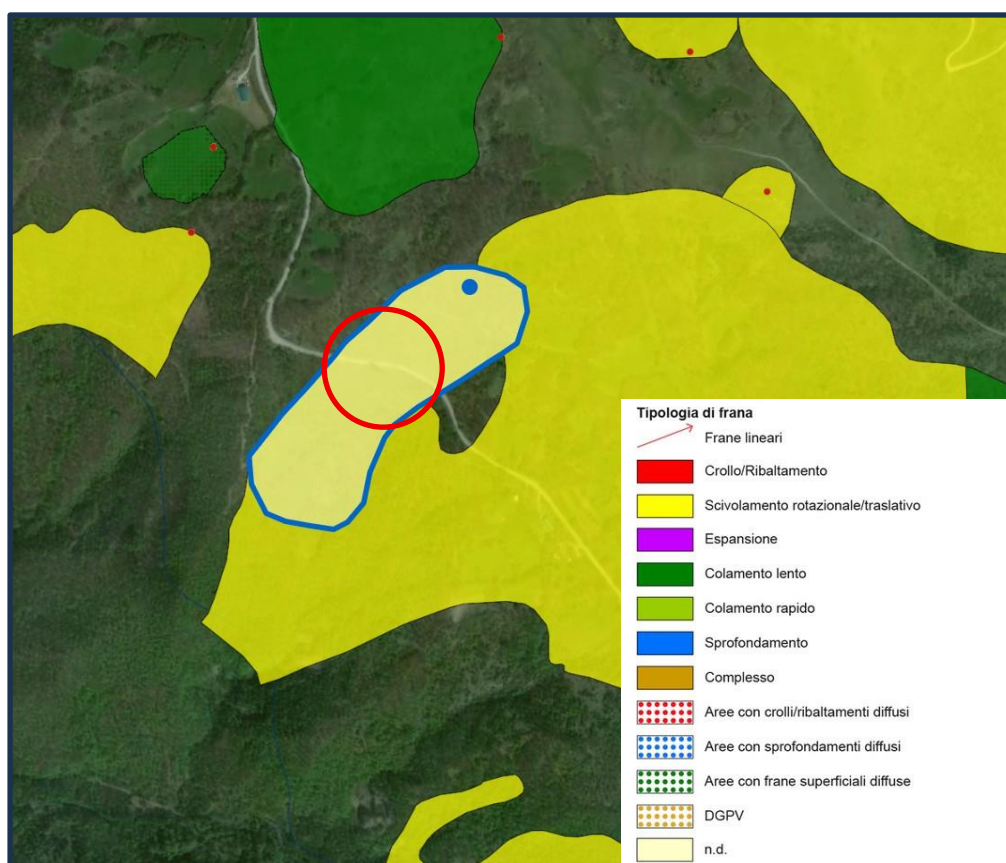 Tipologia di frana
Frane lineari
Crollo/Ribaltamento
Scivolamento rotazionale/traslativo
Espansione
Colamento lento
Colamento rapido
Sprofondamento
Complesso
Aree con crolli/ribaltamenti diffusi
Aree con sprofondamenti diffusi
Aree con frane superficiali diffuse
DGPV
n.d.